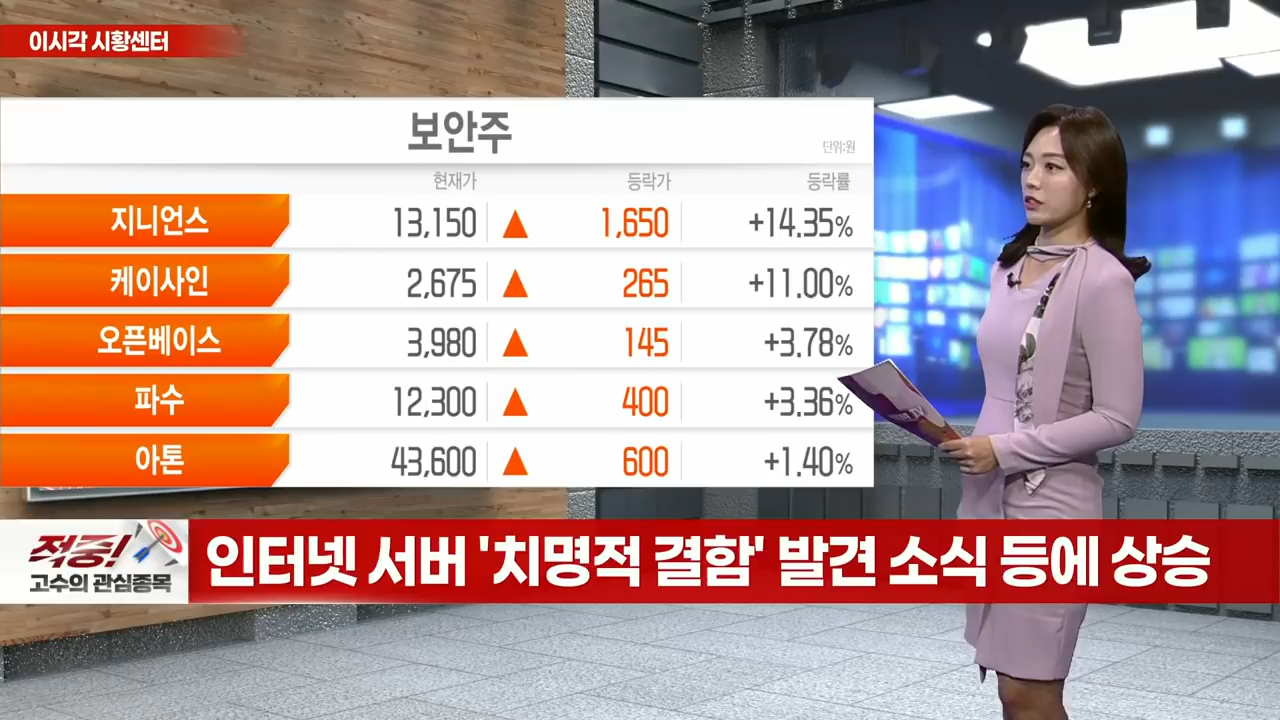 이시각 시황센터
보안주
단위:원
현재가 등락가 등락률
지니언스 13,150 ▲ 1,650 +14.35%
케이사인 2,675 ▲ 265 +11.00%
오픈베이스 3,980 ▲ 145 +3.78%
파수 12,300 ▲ 400 +3.36%
아톤 43,600 ▲ 600 +1.40%
적중!
고수의 관심종목
인터넷 서버 '치명적 결함' 발견 소식 등에 상승